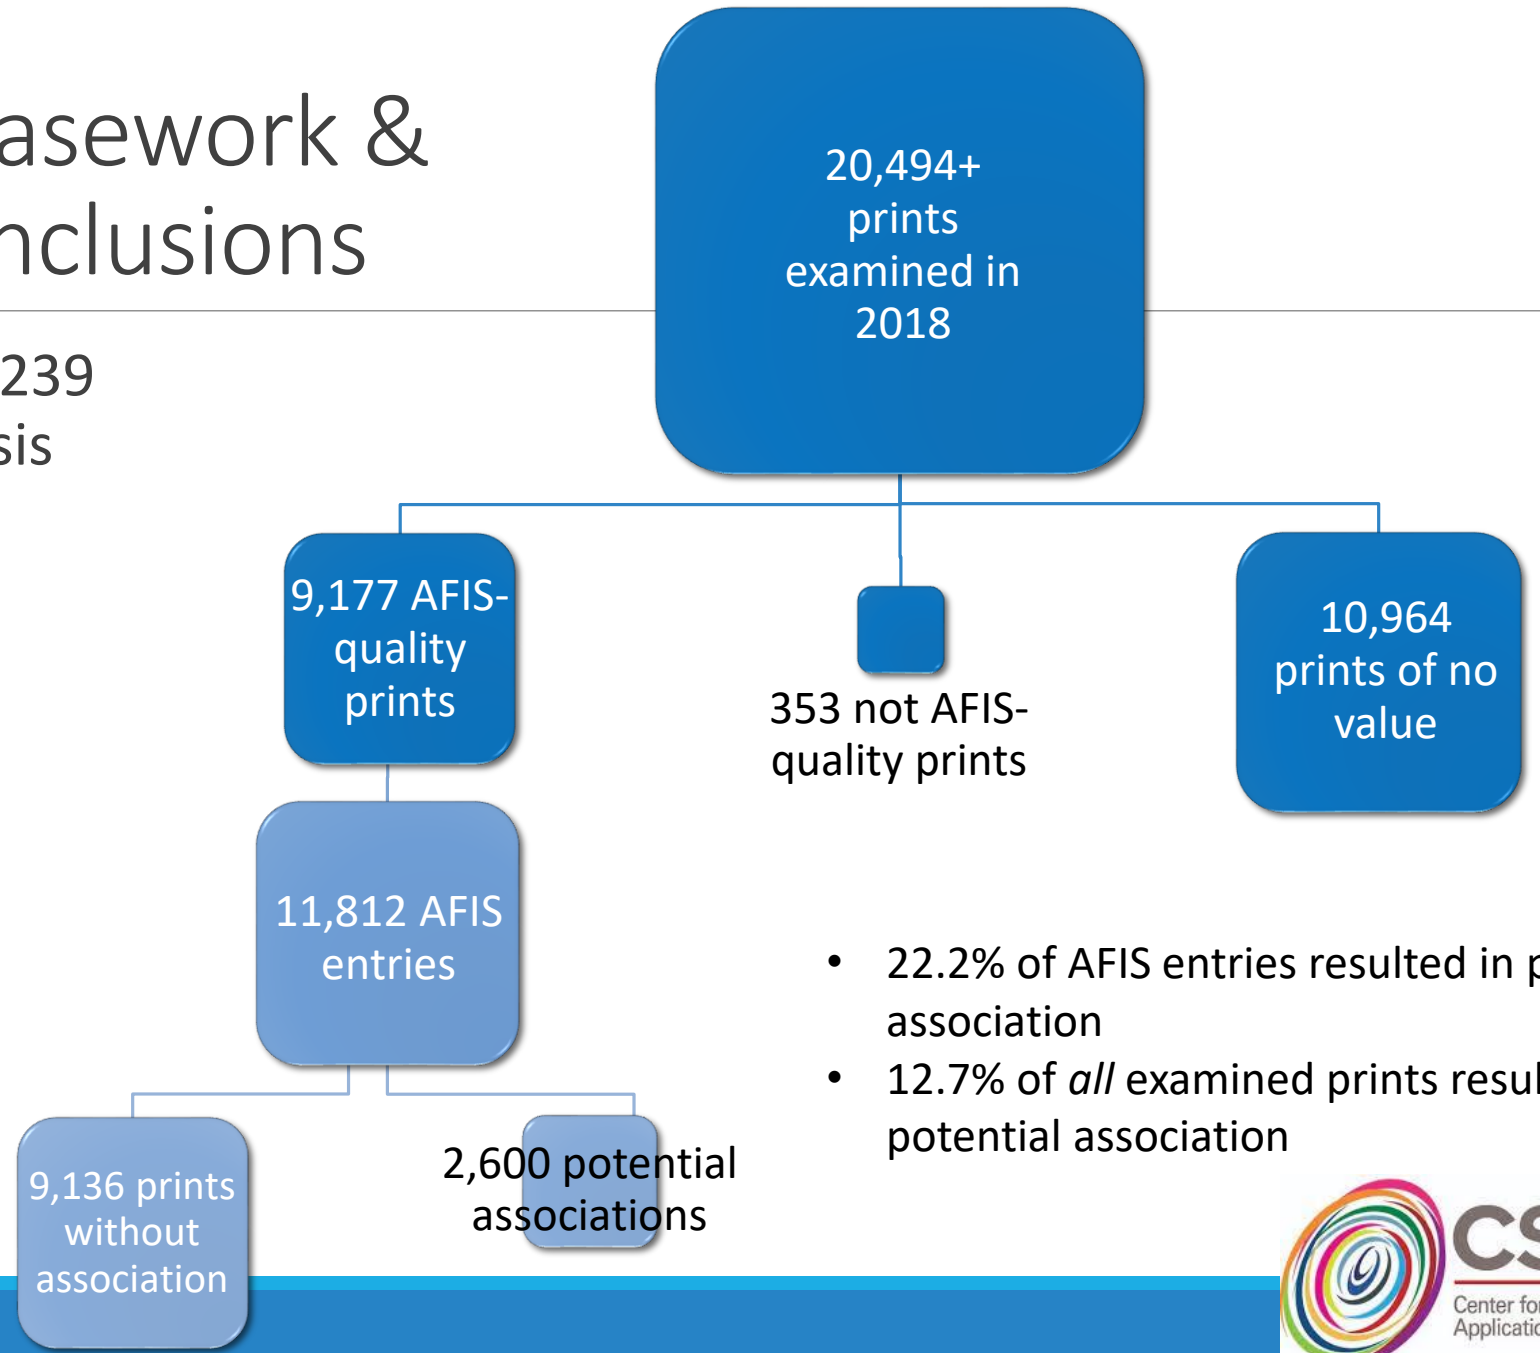 asework &
nclusions
239
sis
20,494+
prints
examined in
2018
9,177 AFIS-
quality
prints
353 not AFIS-
quality prints
10,964
prints of no
value
11,812 AFIS
entries
9,136 prints
without
association
2,600 potential
associations
• 22.2% of AFIS entries resulted in p
association
• 12.7% of all examined prints resul
potential association
CS
Center for
Applicatio